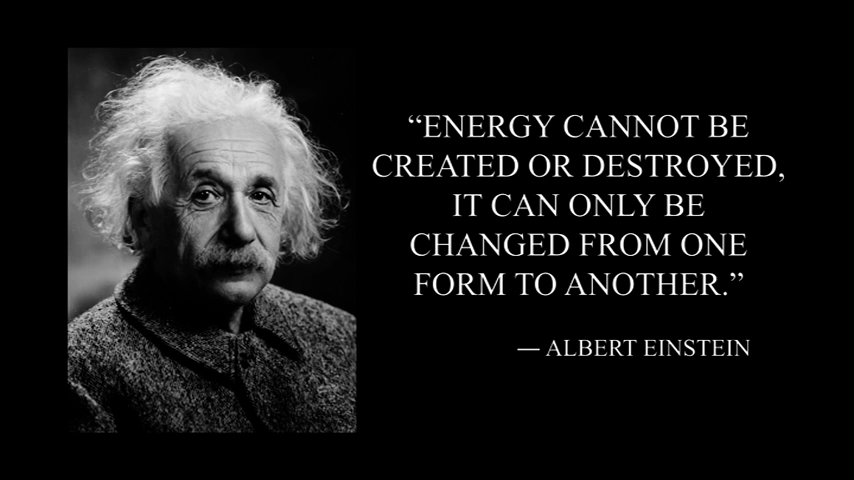 “ENERGY CANNOT BE
CREATED OR DESTROYED,
IT CAN ONLY BE
CHANGED FROM ONE
FORM TO ANOTHER.”
— ALBERT EINSTEIN